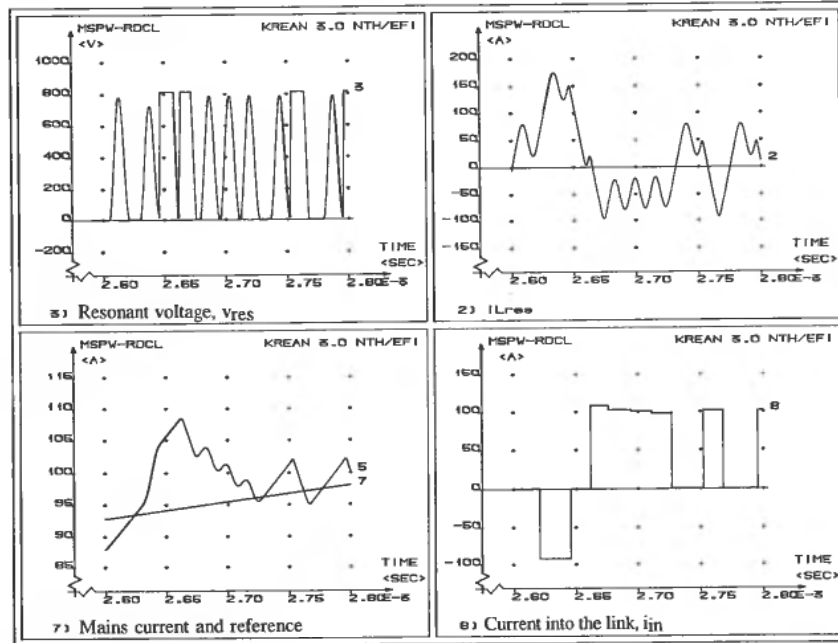 MSPW-RDCL KREAN 3.0 NTH/EFI
<V>
1000
800
600
400
200
0
-200
3
TIME
<SEC>
2.60 2.65 2.70 2.75 2.80E-3
3) Resonant voltage, vres
MSPW-RDCL KREAN 3.0 NTH/EFI
<A>
200
150
100
50
0
-50
-100
-150
2
TIME
<SEC>
2.60 2.65 2.70 2.75 2.80E-3
2) ILres
MSPW-RDCL KREAN 3.0 NTH/EFI
<A>
115
110
105
100
95
90
85
5
7
TIME
<SEC>
2.60 2.65 2.70 2.75 2.80E-3
7) Mains current and reference
MSPW-RDCL KREAN 3.0 NTH/EFI
<A>
150
100
50
0
-50
-100
8
TIME
<SEC>
2.60 2.65 2.70 2.75 2.80E-3
8) Current into the link, iin